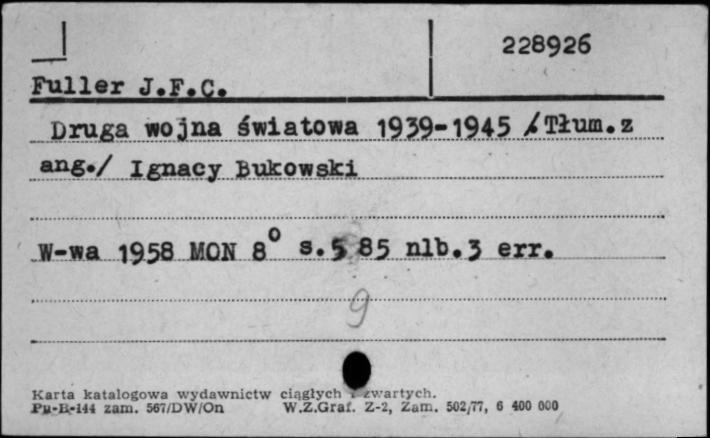 228926
Fuller J.F.C.
Druga wojna światowa 1939-1945 /Tłum.z
ang./ Ignacy Bukowski
W-wa 1958 MON 8° s.585 nlb.3 err.
9
Karta katalogowa wydawnictw ciągłych i zwartych.
Pu-B-144 zam. 567/DW/On W.Z.Graf. Z-2, Zam. 502/77, 6 400 000